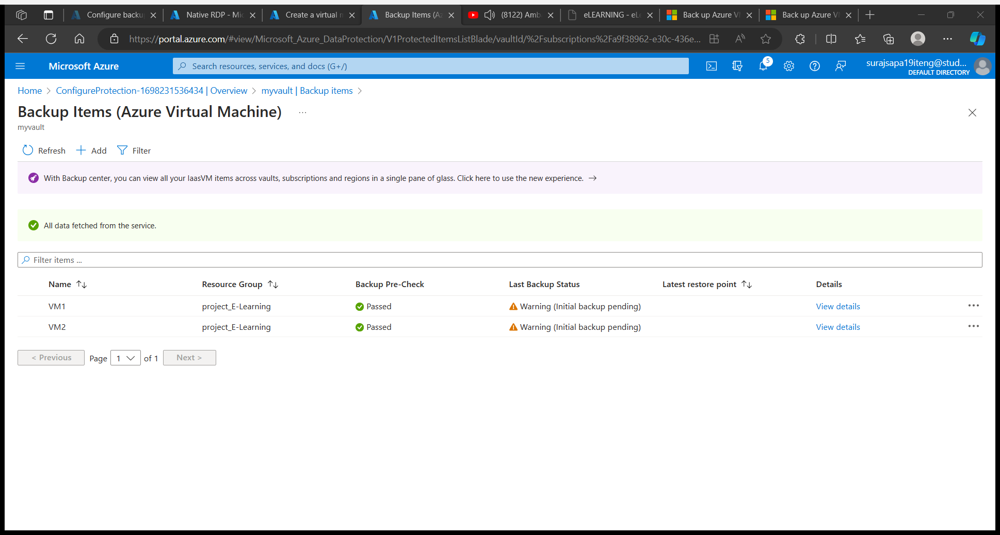 Configure backu
Native RDP - Mic
Create a virtual m
Backup Items (Az
(8122) Amb
eLEARNING - eLe
Back up Azure VM
Back up Azure VM
https://portal.azure.com/#view/Microsoft_Azure_DataProtection/V1ProtectedItemsListBlade/vaultId/%2Fsubscriptions%2Fa9f38962-e30c-436e...
Microsoft Azure
Search resources, services, and docs (G+/)
5
surajsapa19iteng@stud...
DEFAULT DIRECTORY
Home > ConfigureProtection-1698231536434 | Overview > myvault | Backup items >
Backup Items (Azure Virtual Machine) ...
myvault
Refresh + Add Filter
With Backup center, you can view all your IaasVM items across vaults, subscriptions and regions in a single pane of glass. Click here to use the new experience. →
All data fetched from the service.
Filter items ...
Name ↑↓ Resource Group ↑↓ Backup Pre-Check Last Backup Status Latest restore point ↑↓ Details
VM1 project_E-Learning Passed Warning (Initial backup pending) View details ...
VM2 project_E-Learning Passed Warning (Initial backup pending) View details ...
< Previous Page 1 of 1 Next >